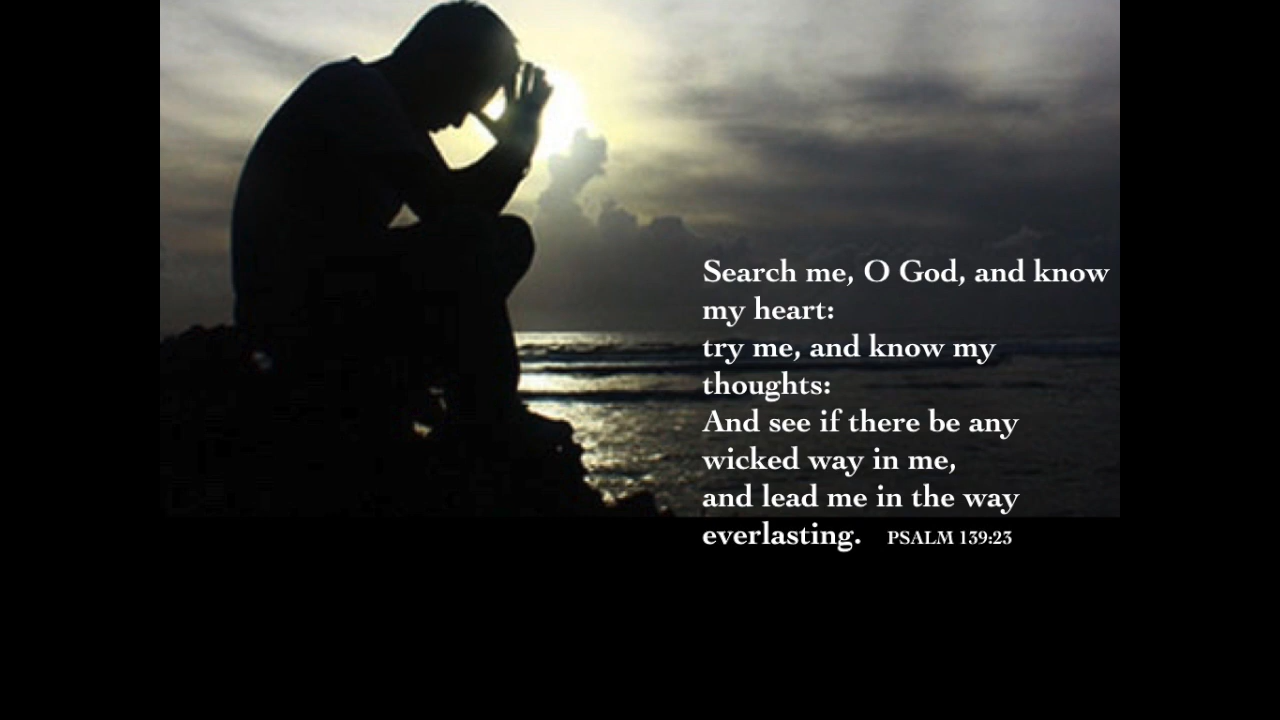 Search me, O God, and know
my heart:
try me, and know my
thoughts:
And see if there be any
wicked way in me,
and lead me in the way
everlasting. PSALM 139:23